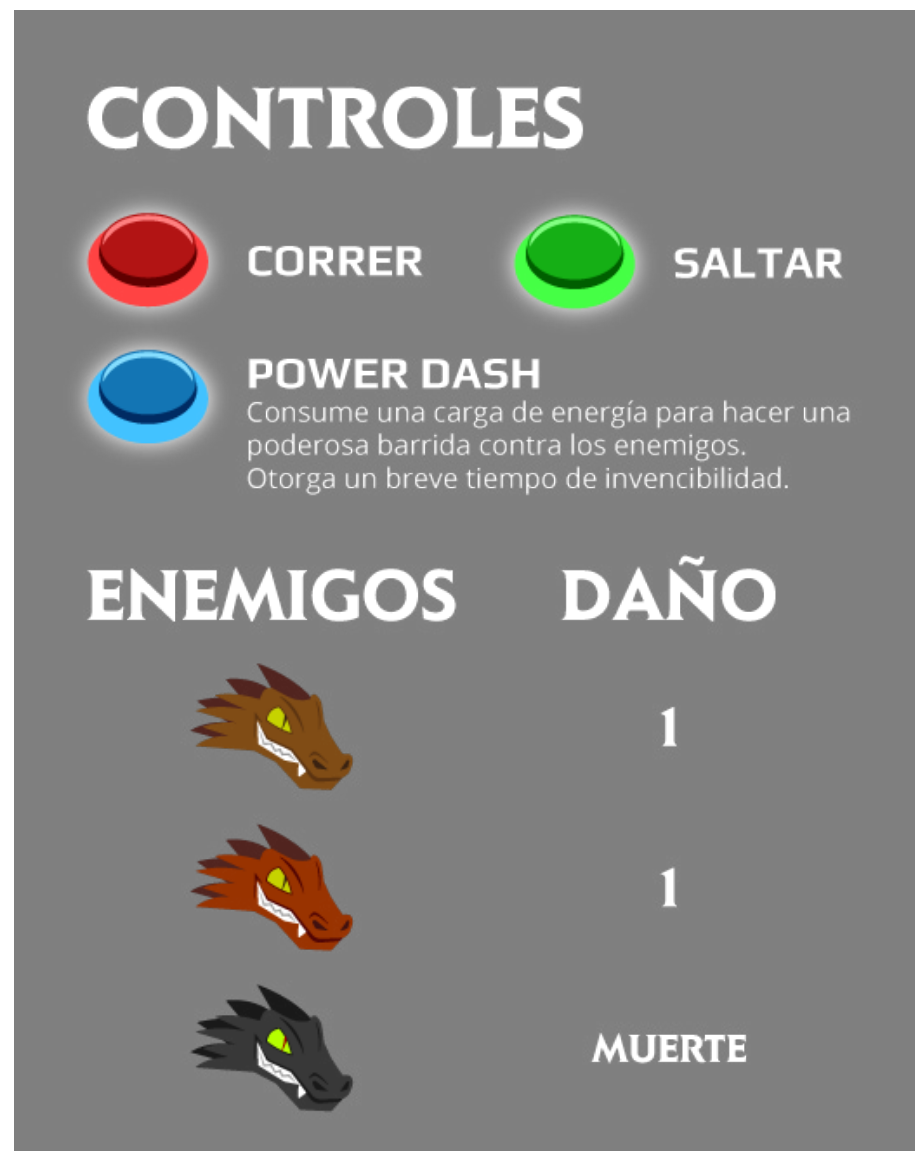 CONTROLES
CORRER
SALTAR
POWER DASH
Consume una carga de energía para hacer una
poderosa barrida contra los enemigos.
Otorga un breve tiempo de invencibilidad.
ENEMIGOS
DAÑO
1
1
MUERTE